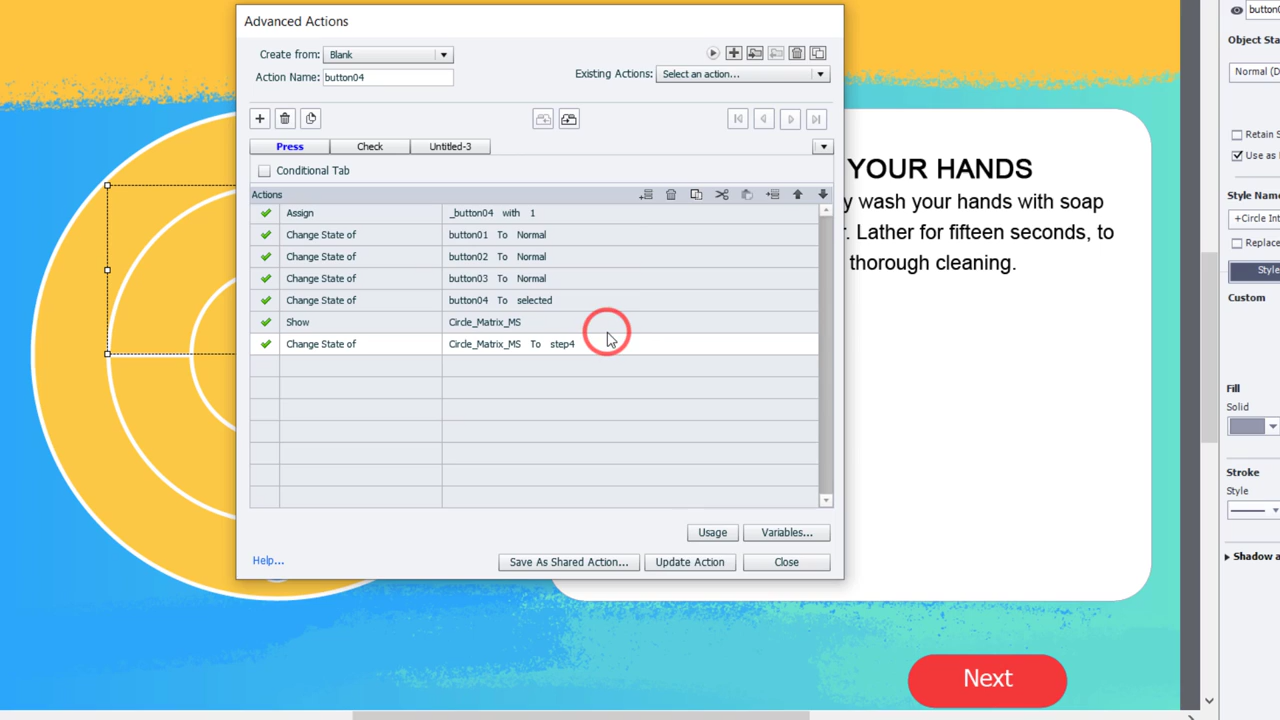 Advanced Actions
Create from: Blank
Action Name: button04
Existing Actions: Select an action...
Press Check Untitled-3
Conditional Tab
Actions
Assign _button04 with 1
Change State of button01 To Normal
Change State of button02 To Normal
Change State of button03 To Normal
Change State of button04 To selected
Show Circle_Matrix_MS
Change State of Circle_Matrix_MS To step4
Usage Variables...
Help... Save As Shared Action... Update Action Close
YOUR HANDS
y wash your hands with soap
r. Lather for fifteen seconds, to
thorough cleaning.
Next
button0
Object Sta
Normal (D
Retain S
Use as
Style Name
+Circle Int
Replace
Style
Custom
Fill
Solid
Stroke
Style
Shadow a